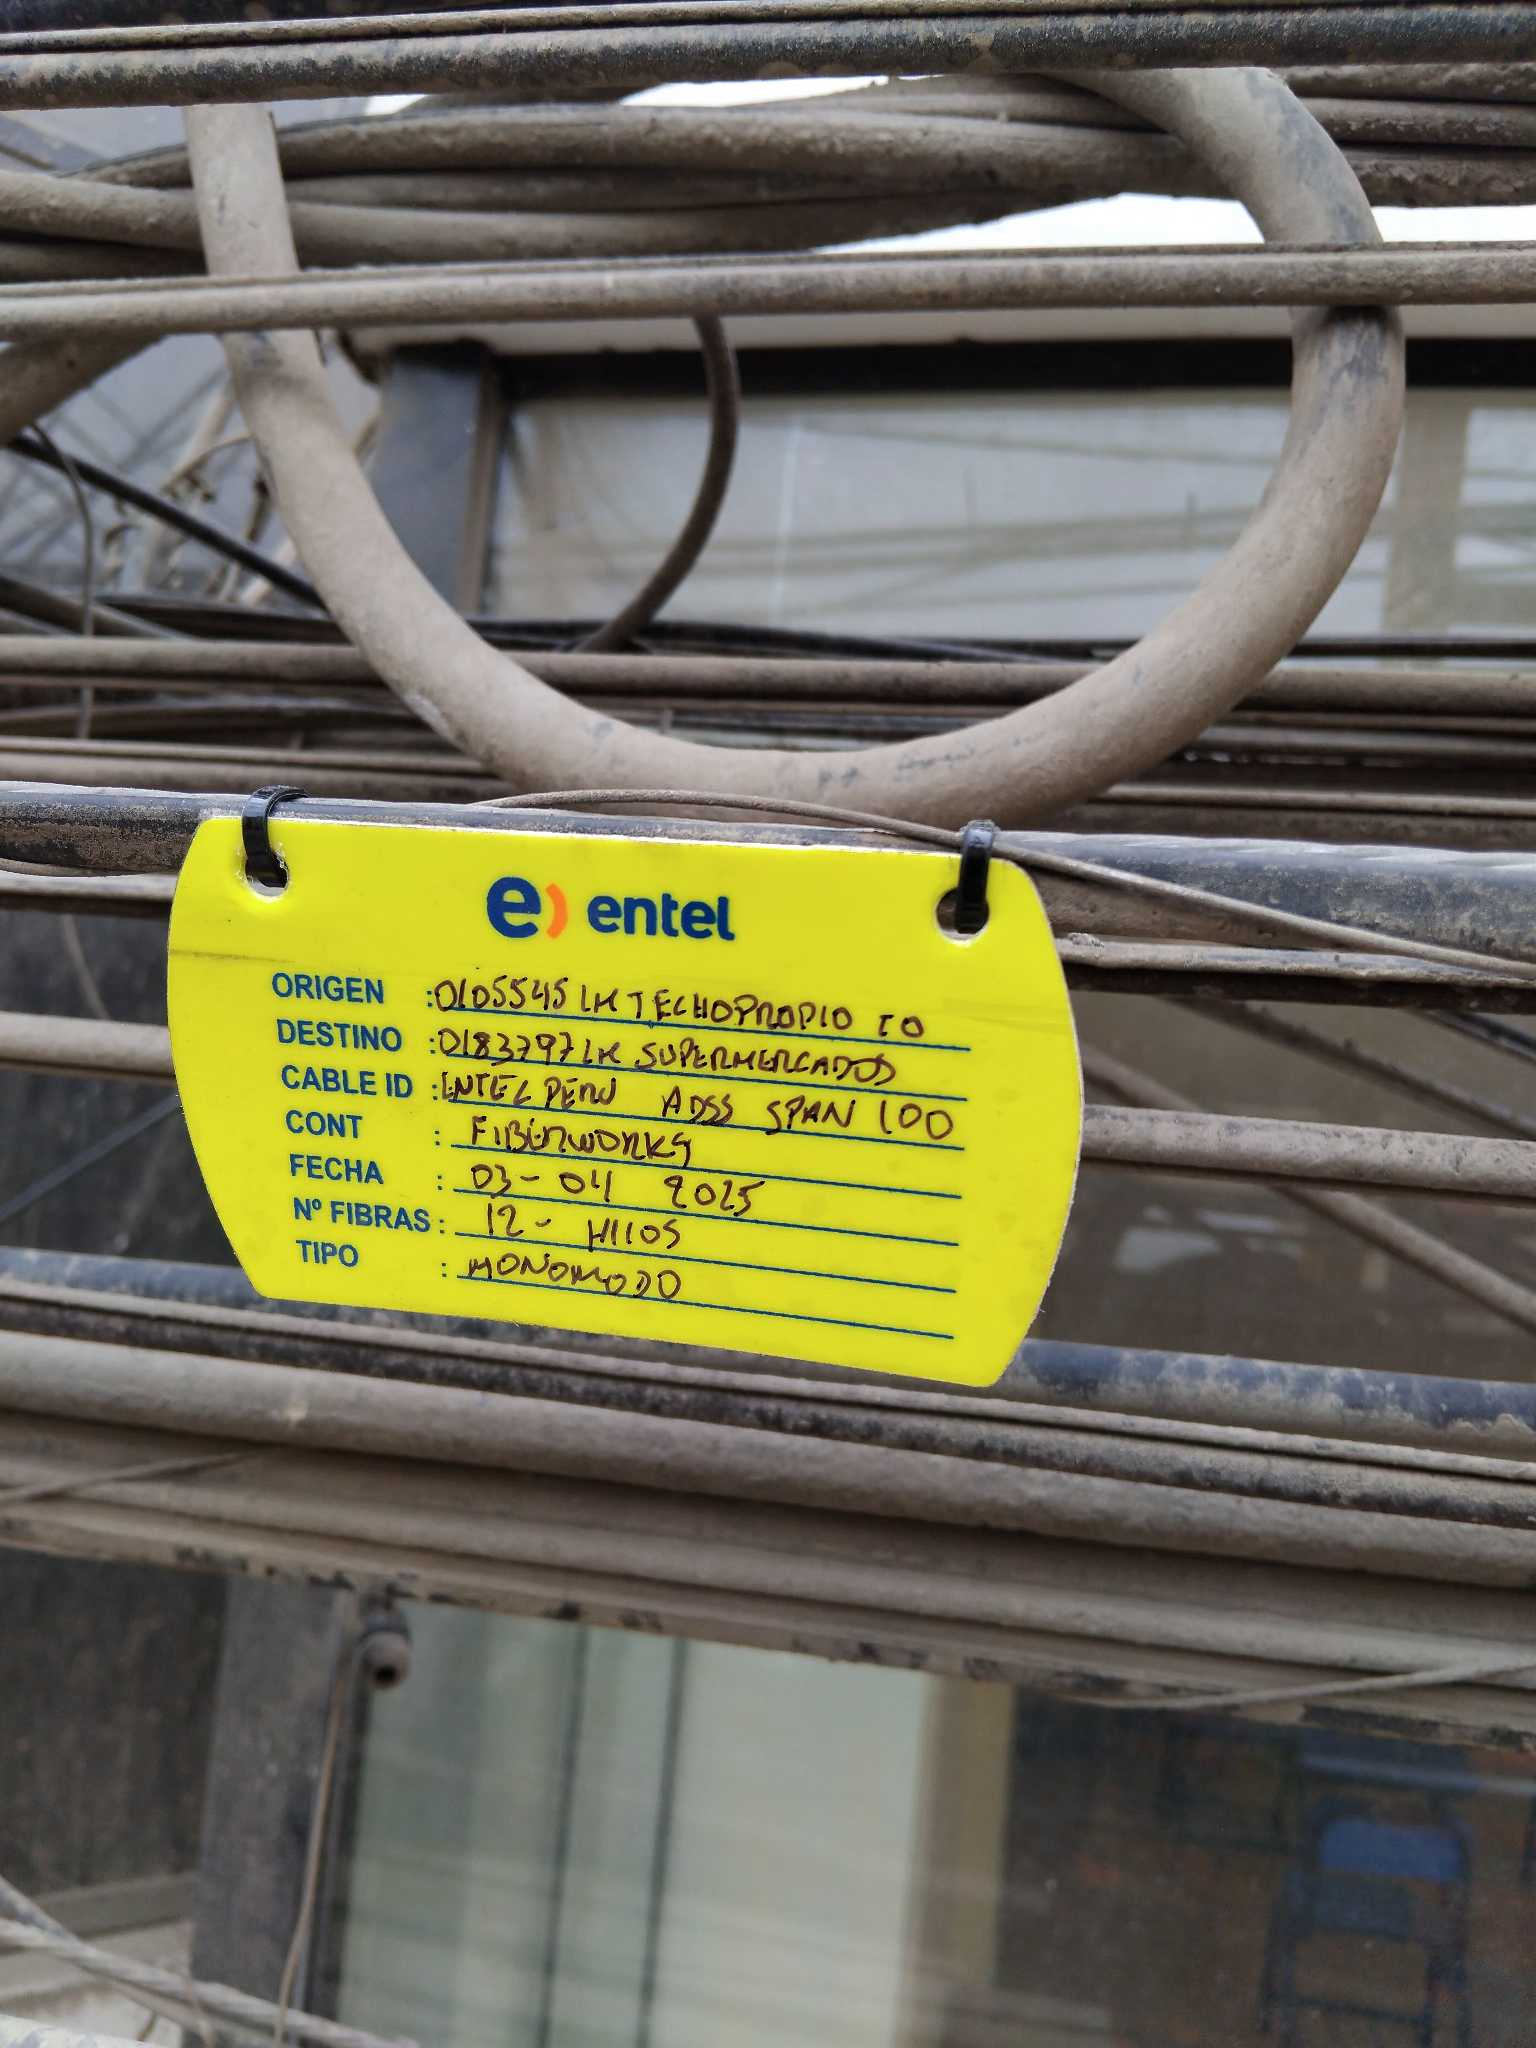 e) entel
ORIGEN : 0105545 LM TECHOPROPIO TO
DESTINO : 0183797 LM SUPERMERCADOS
CABLE ID : ENTEL PERU ADSS SPAN 100
CONT : FIBERWORKS
FECHA : 03-04 2025
Nº FIBRAS : 12- HILOS
TIPO : MONOMODO